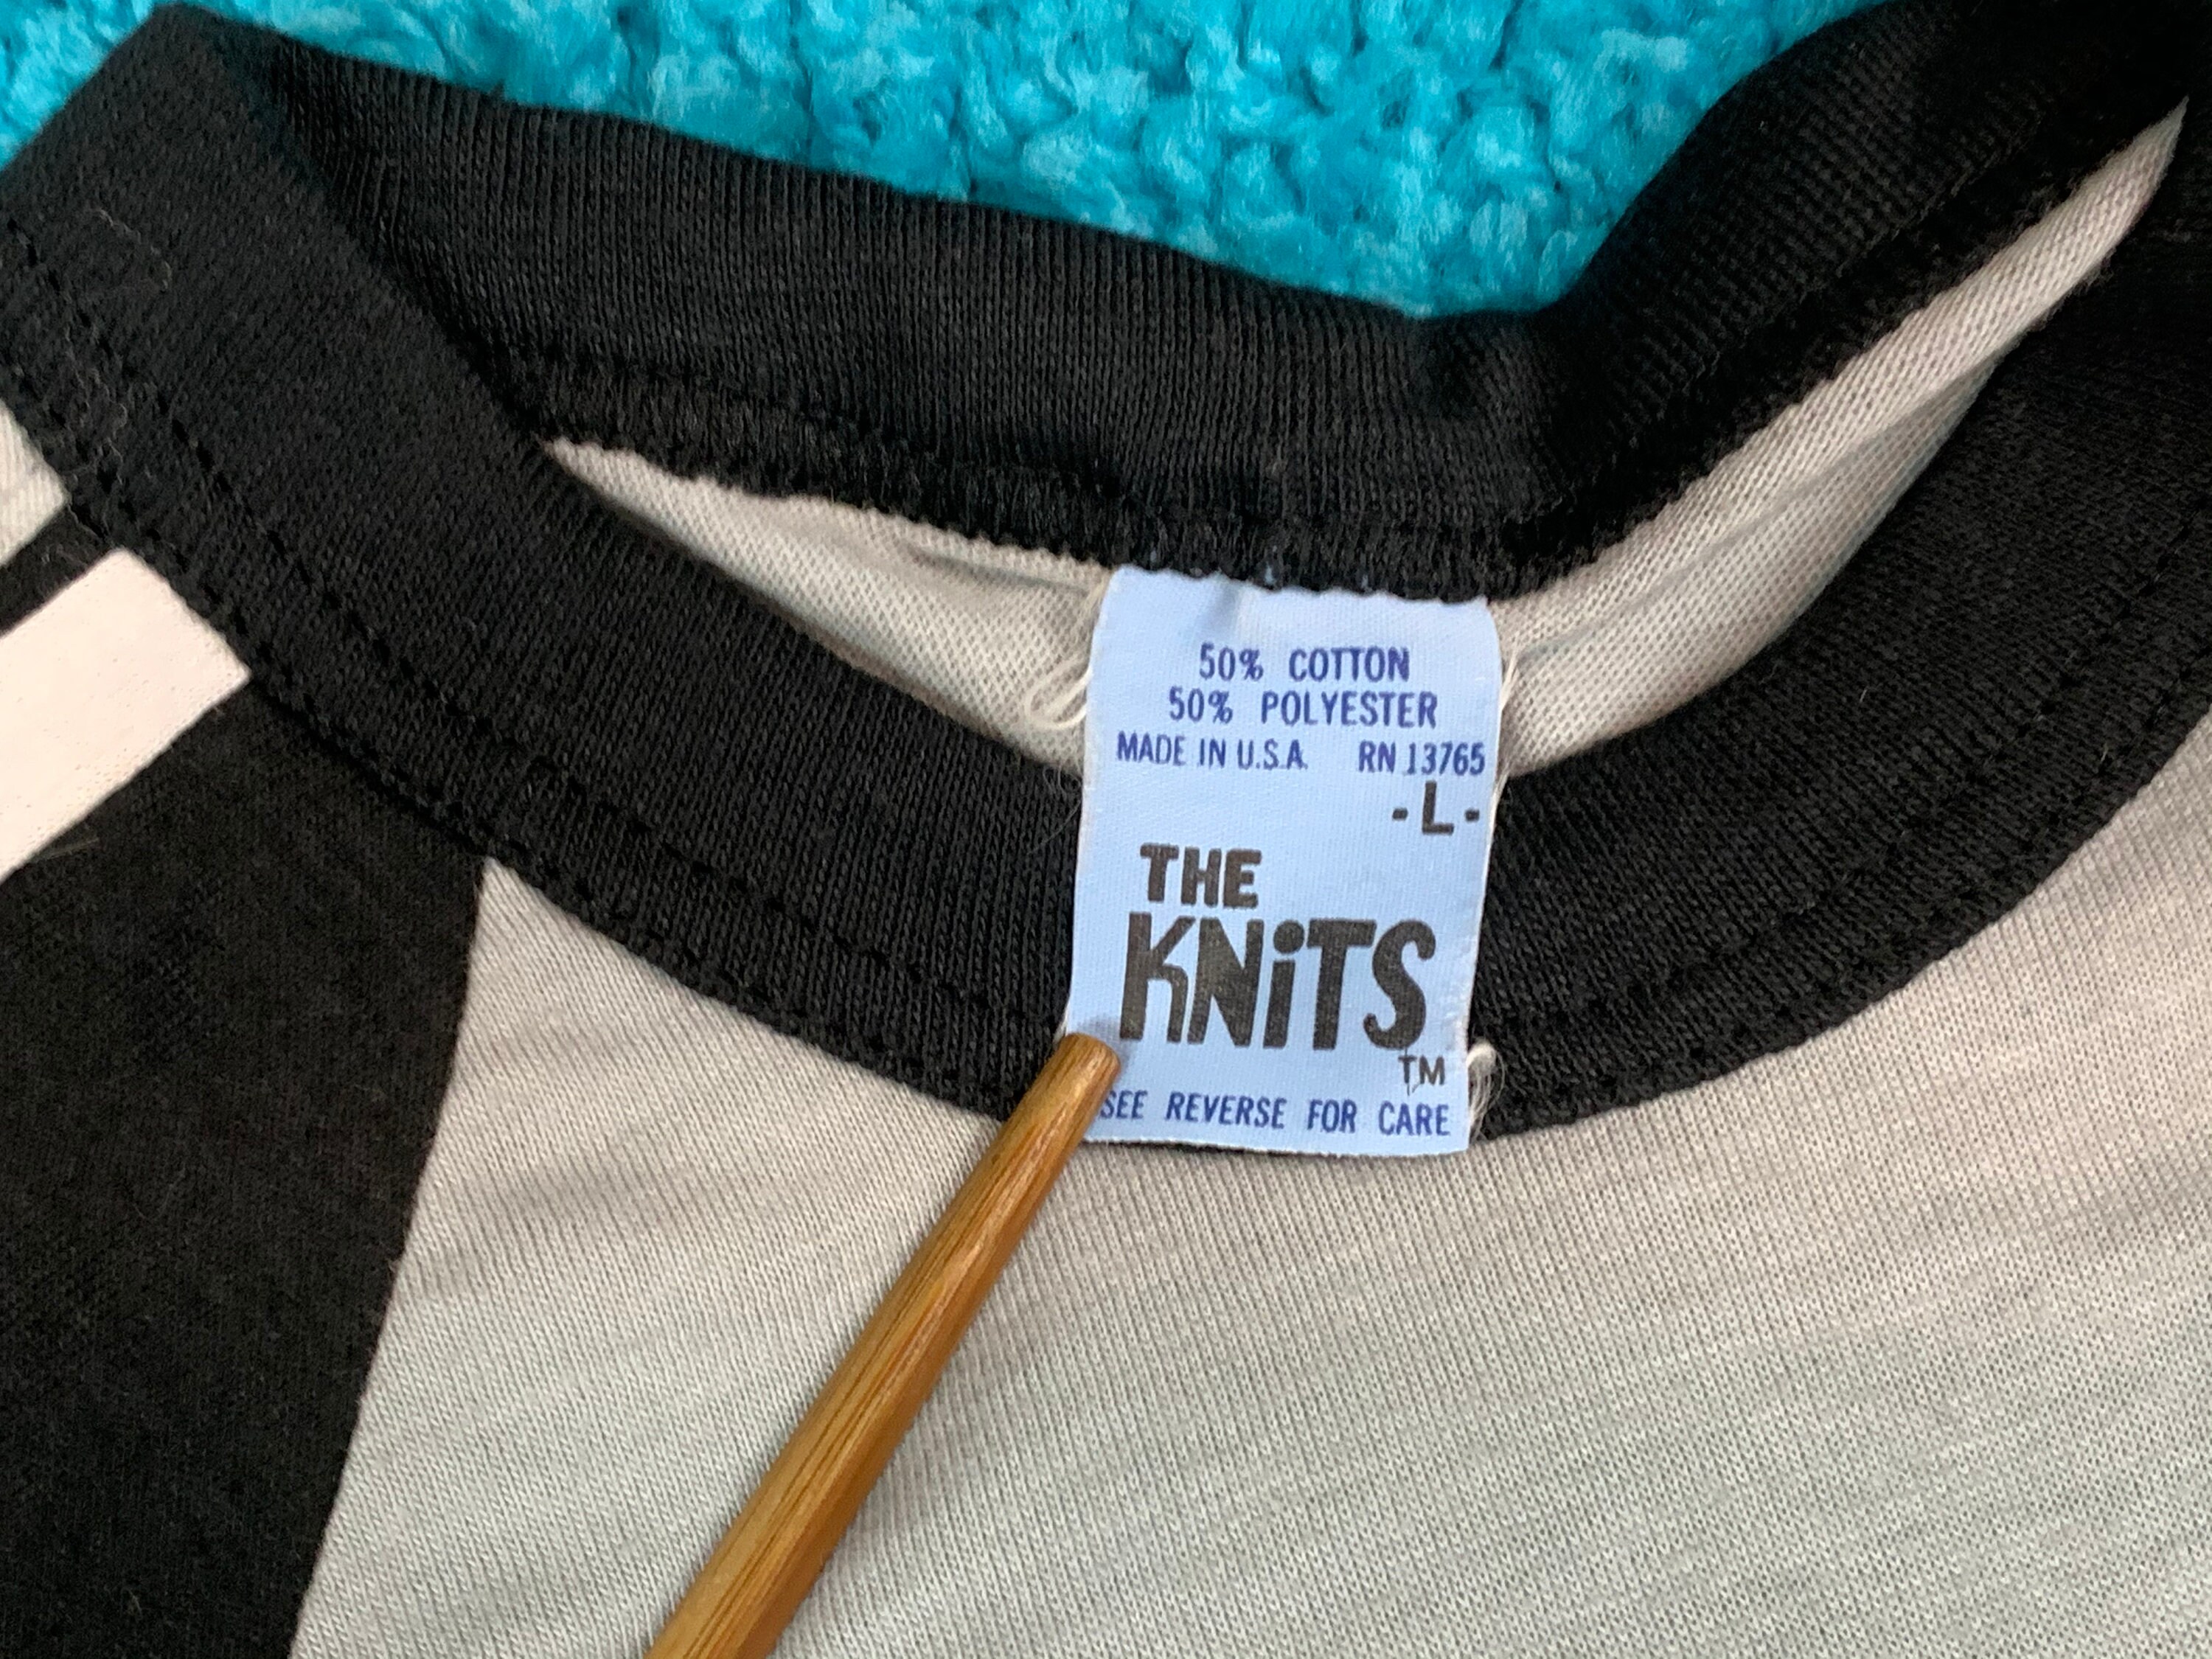 50% COTTON
50% POLYESTER
MADE IN U.S.A. RN 13765
-L-
THE
KNiTS
TM
SEE REVERSE FOR CARE